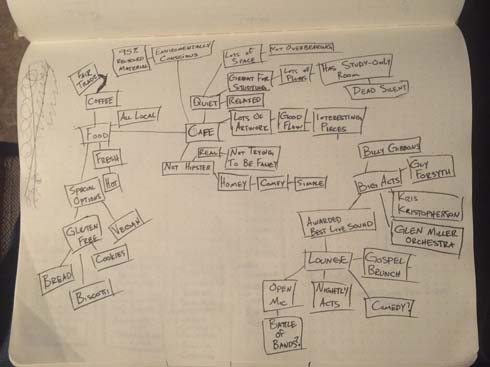 95%
Recycled
Material
Enviromentally
Conscious
Fair
Trade
Coffee
All Local
Food
Fresh
Special
Options
Hot
Gluten
Free
Vegan
Cookies
Bread
Biscotti
Lots of
Space
Not Overbearing
Great For
Studying
Lots of
Plugs
Has Study-Only
Room
Dead Silent
Quiet
Relaxed
Cafe
Lots Of
Artwork
Good
Flow
Interesting
Pieces
Real
Not Trying
To Be Fancy
Not Hipster
Homey
Comfy
Simple
Billy Gibbons
Big Acts
Guy
Forsyth
Kris
Kristopherson
Glen Miller
Orchestra
Awarded
Best Live Sound
Lounge
Gospel
Brunch
Open
Mic
Nightly
Acts
Comedy?
Battle
of
Bands?